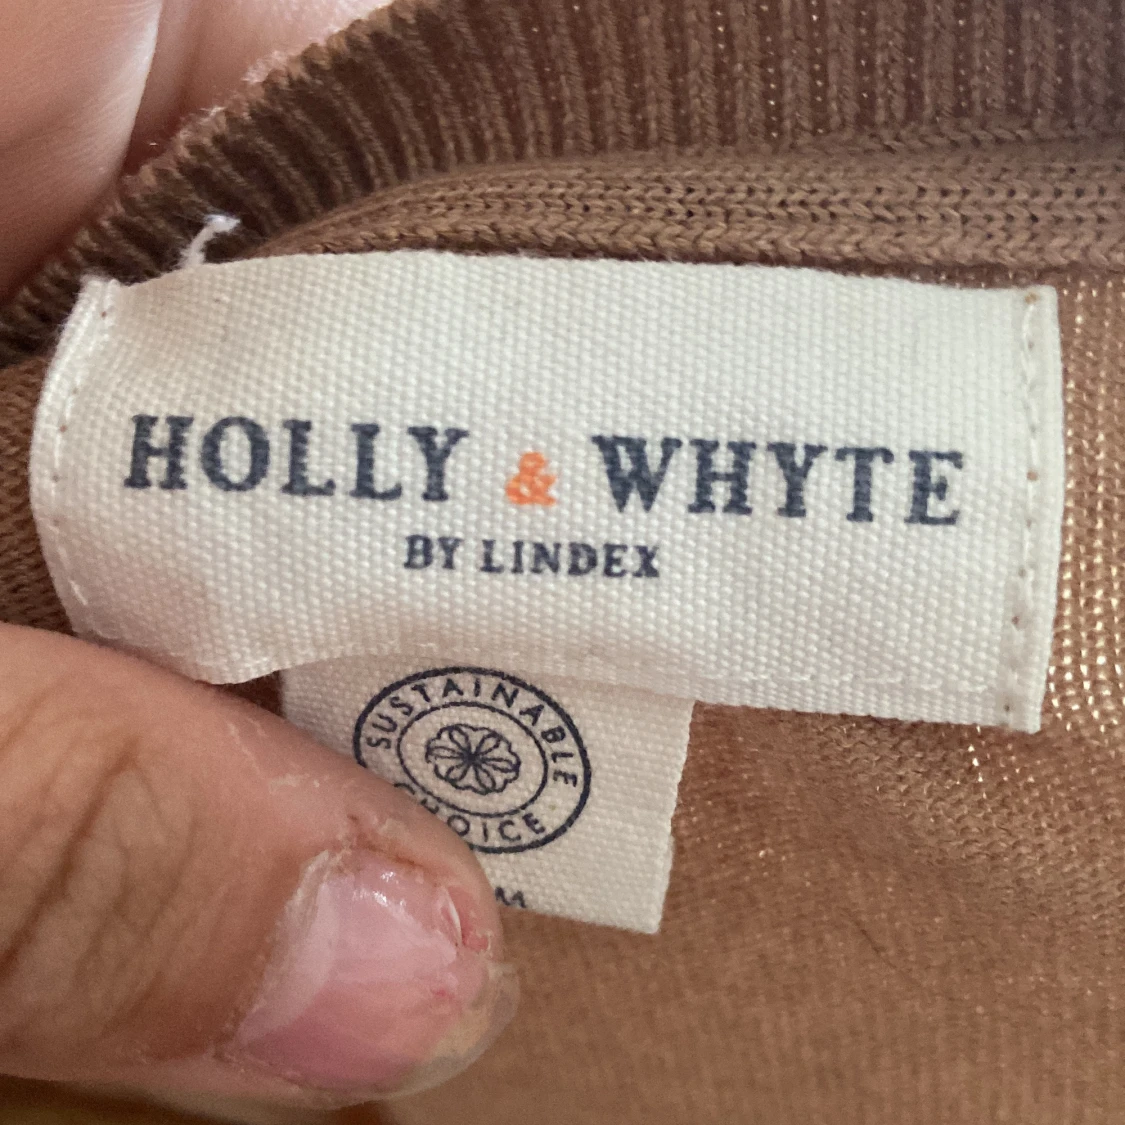 HOLLY & WHYTE
BY LINDEX
SUSTAINABLE
CHOICE
M